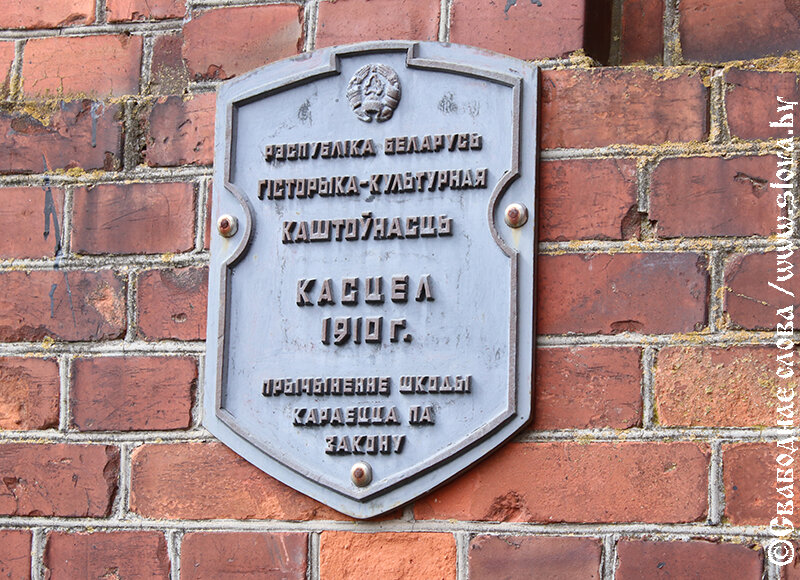 РЭСПУБЛІКА БЕЛАРУСЬ
ГІСТОРЫКА-КУЛЬТУРНАЯ
КАШТОЎНАСЦЬ
КАСЦЕЛ
1910 г.
ПРЫЧЫНЕННЕ ШКОДЫ
КАРАЕЦЦА ПА
ЗАКОНУ
©Свабоднае слова /www.slova.by